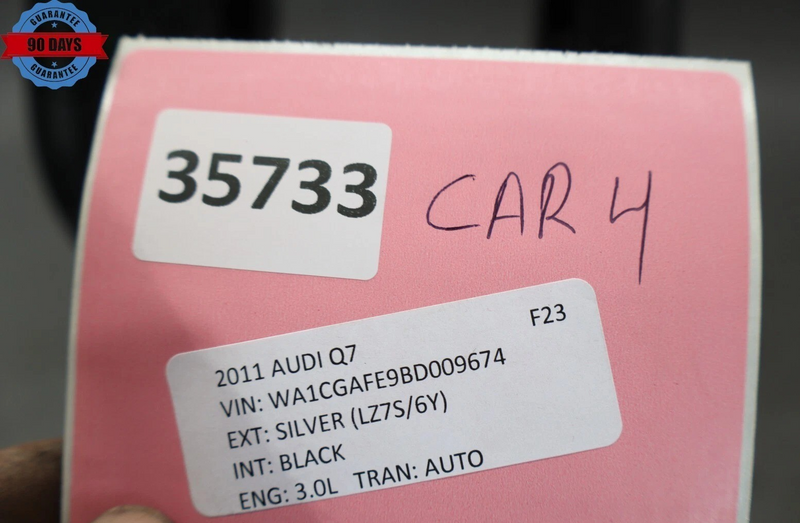 GUARANTEE
90 DAYS
GUARANTEE
35733
CAR 4
F23
2011 AUDI Q7
VIN: WA1CGAFE9BD009674
EXT: SILVER (LZ7S/6Y)
INT: BLACK
ENG: 3.0L TRAN: AUTO